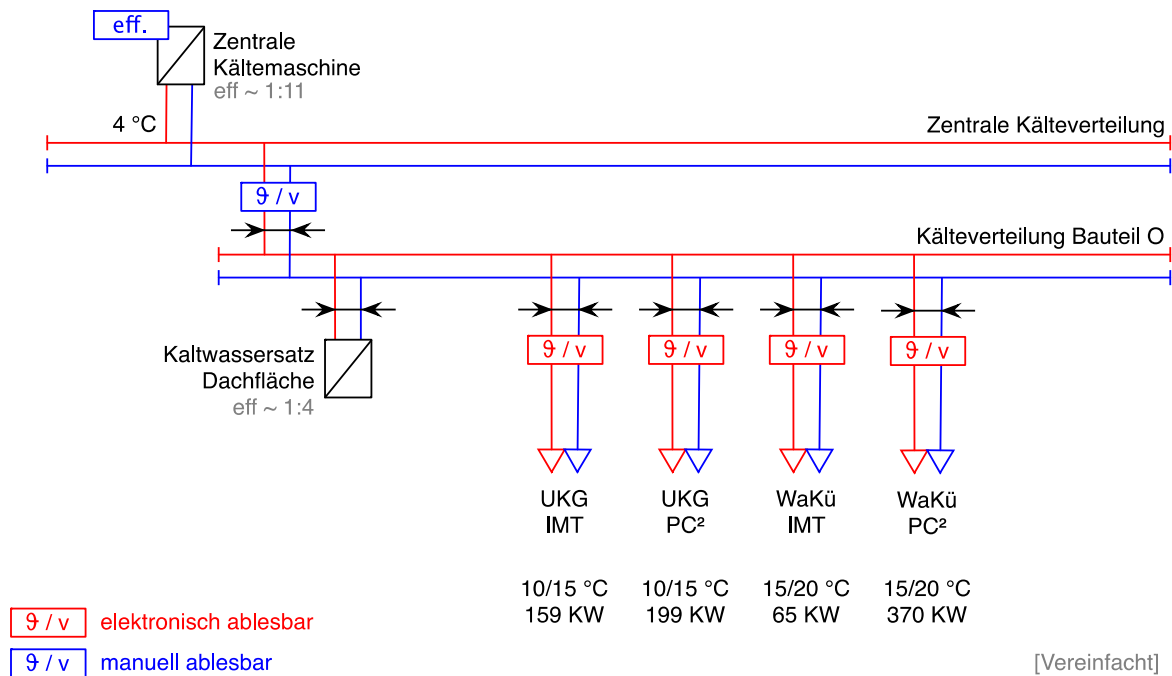 eff.
Zentrale
Kältemaschine
eff ~ 1:11
4 °C
Zentrale Kälteverteilung
ϑ / v
Kälteverteilung Bauteil O
Kaltwassersatz
Dachfläche
eff ~ 1:4
ϑ / v
ϑ / v
ϑ / v
ϑ / v
UKG
IMT
UKG
PC²
WaKü
IMT
WaKü
PC²
10/15 °C
159 KW
10/15 °C
199 KW
15/20 °C
65 KW
15/20 °C
370 KW
ϑ / v elektronisch ablesbar
ϑ / v manuell ablesbar
[Vereinfacht]